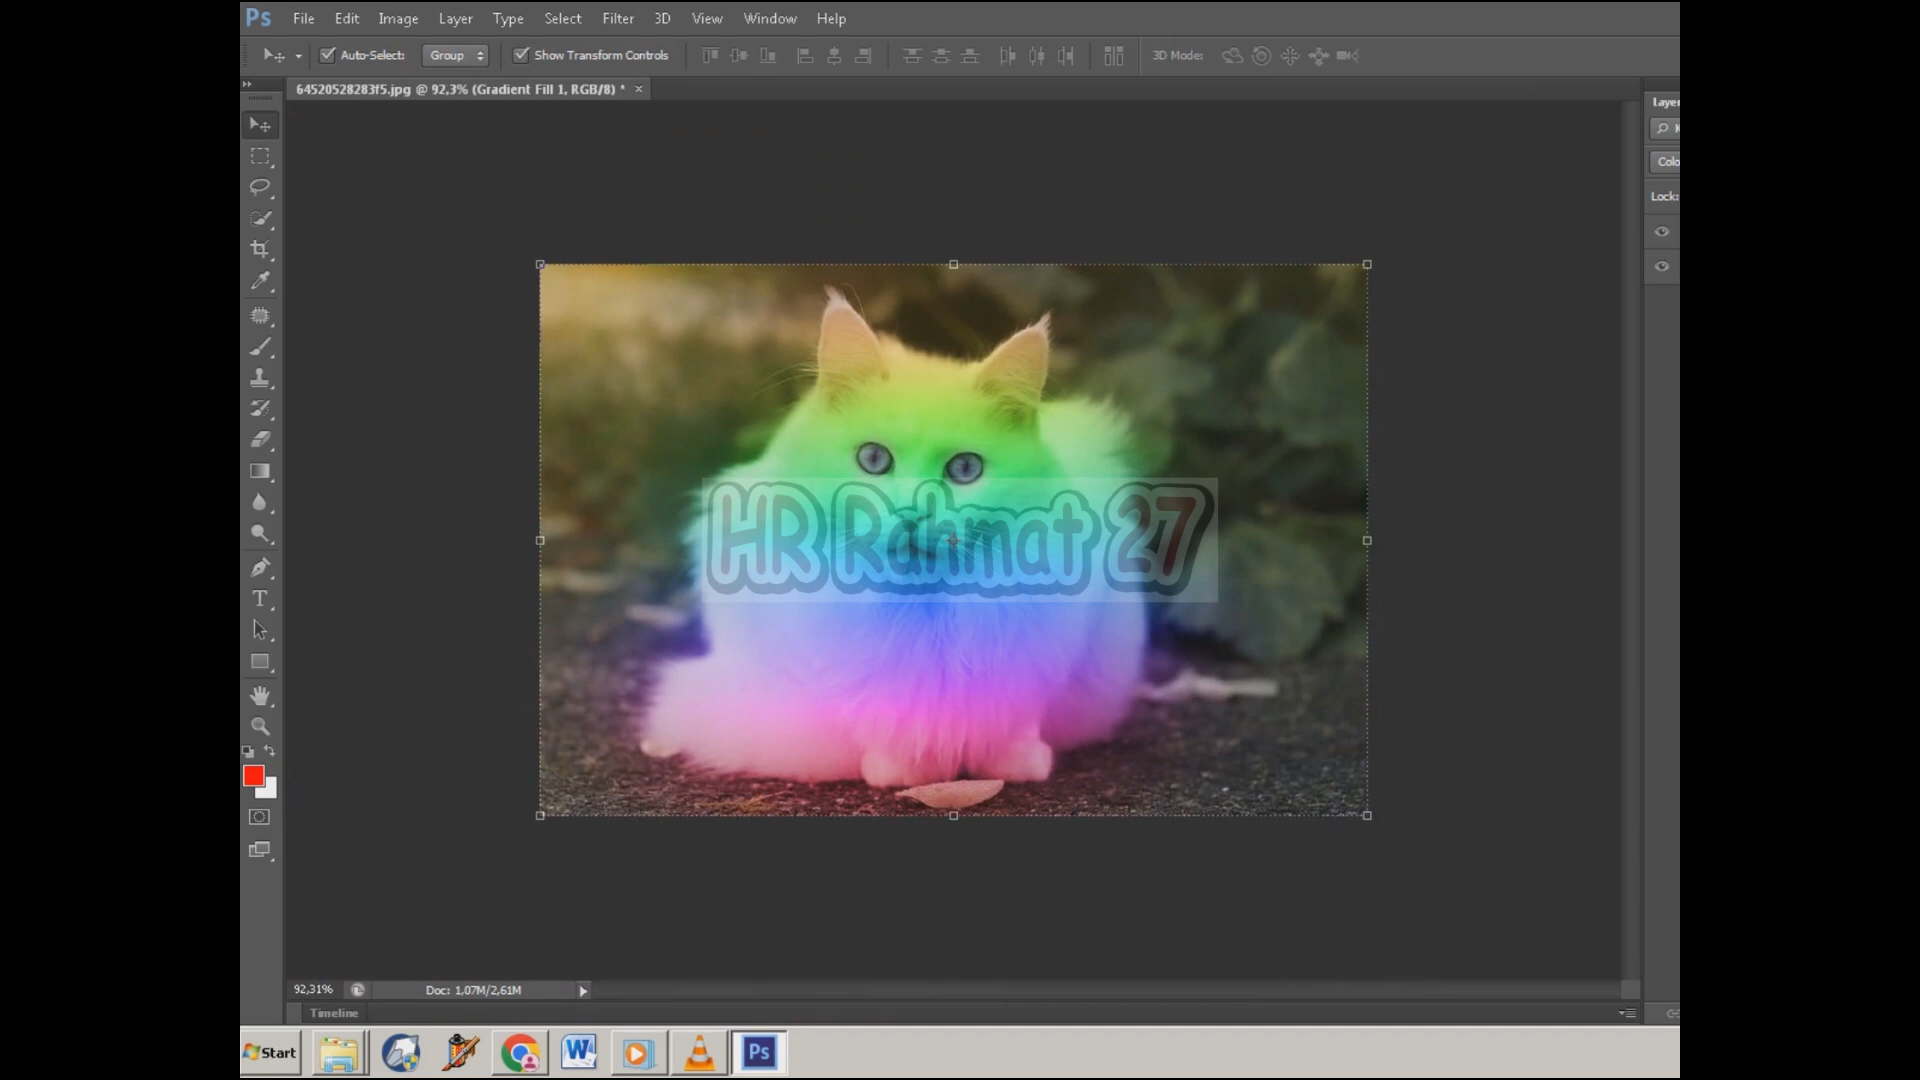 Ps File Edit Image Layer Type Select Filter 3D View Window Help
Auto-Select: Group Show Transform Controls 3D Mode:
64520528283f5.jpg @ 92,3% (Gradient Fill 1, RGB/8) * ×
Laye
K
Colo
Lock:
HR Rahmat 27
T
92,31% Doc: 1,07M/2,61M
Timeline
Start W Ps